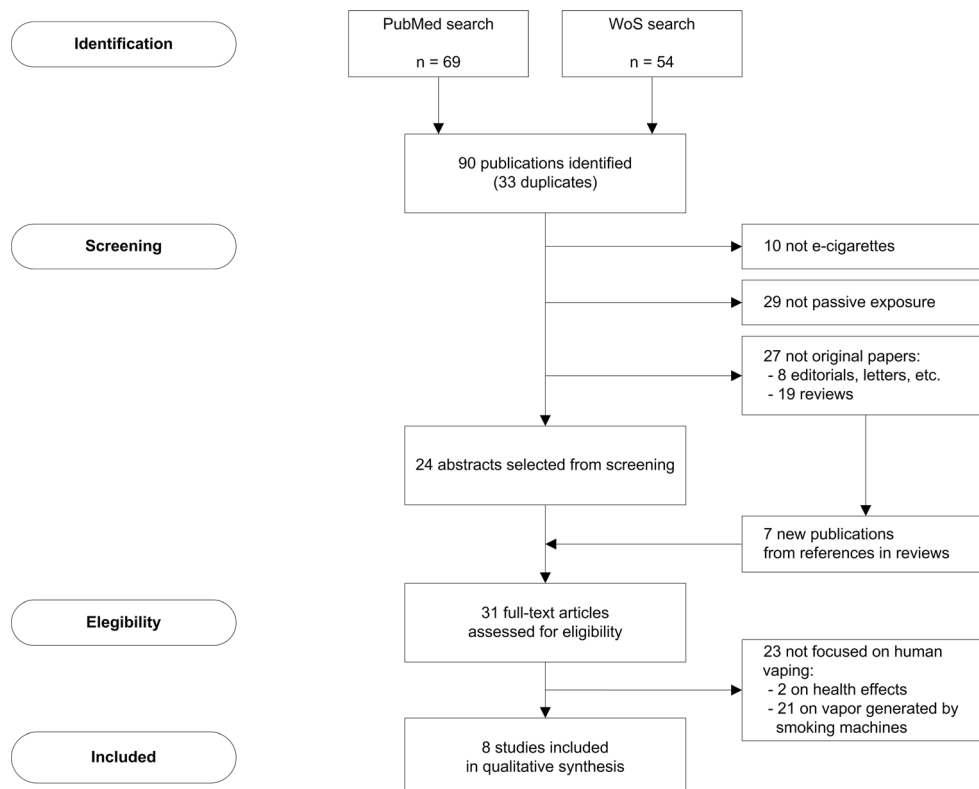 Identification
PubMed search
n = 69
WoS search
n = 54
90 publications identified
(33 duplicates)
Screening
10 not e-cigarettes
29 not passive exposure
27 not original papers:
- 8 editorials, letters, etc.
- 19 reviews
24 abstracts selected from screening
7 new publications
from references in reviews
Elegibility
31 full-text articles
assessed for eligibility
23 not focused on human
vaping:
- 2 on health effects
- 21 on vapor generated by
smoking machines
Included
8 studies included
in qualitative synthesis